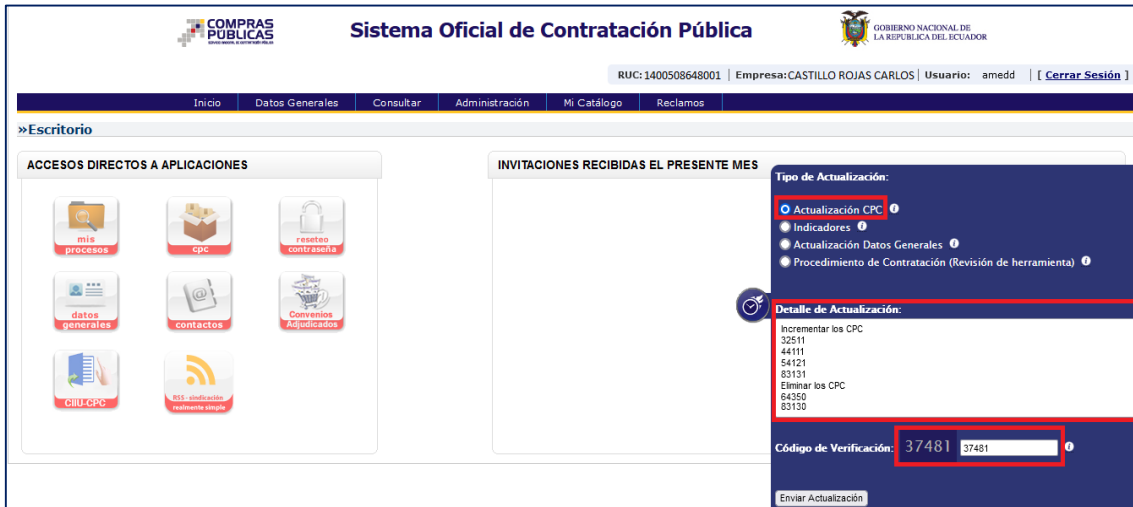 COMPRAS
PÚBLICAS
Sistema Oficial de Contratación Pública
GOBIERNO NACIONAL DE
LA REPUBLICA DEL ECUADOR
RUC: 1400508648001 | Empresa: CASTILLO ROJAS CARLOS | Usuario: amedd | [ Cerrar Sesión ]
Inicio Datos Generales Consultar Administración Mi Catálogo Reclamos
»Escritorio
ACCESOS DIRECTOS A APLICACIONES
mis
procesos
cpc
reseteo
contraseña
datos
generales
contactos
Convenios
Adjudicados
CIIU-CPC
RSS - sindicación
realmente simple
INVITACIONES RECIBIDAS EL PRESENTE MES
Tipo de Actualización:
Actualización CPC
Indicadores
Actualización Datos Generales
Procedimiento de Contratación (Revisión de herramienta)
Detalle de Actualización:
Incrementar los CPC
32511
44111
54121
83131
Eliminar los CPC
64350
83130
Código de Verificación: 37481 37481
Enviar Actualización